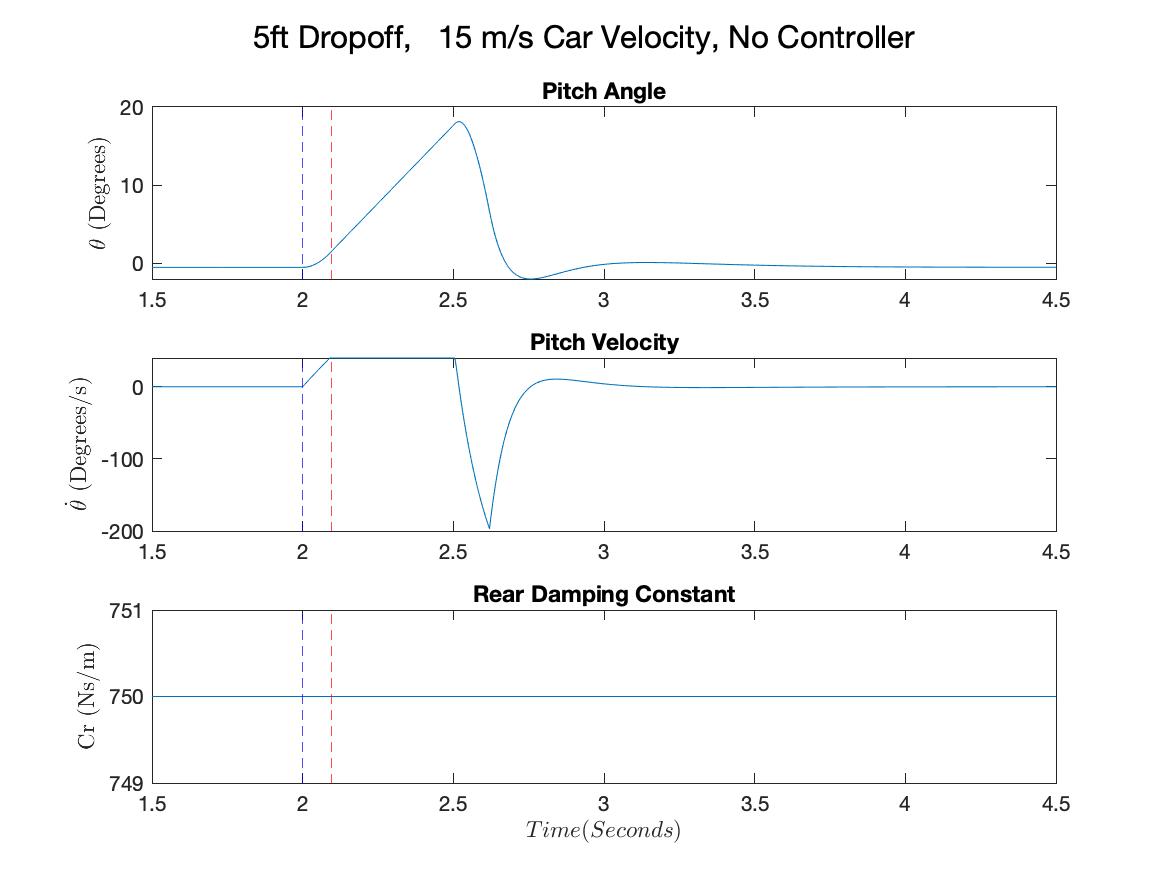 5ft Dropoff,   15 m/s Car Velocity, No Controller
Pitch Angle
20
10
0
θ (Degrees)
1.5 2 2.5 3 3.5 4 4.5
Pitch Velocity
0
-100
-200
θ̇ (Degrees/s)
1.5 2 2.5 3 3.5 4 4.5
Rear Damping Constant
751
750
749
Cr (Ns/m)
1.5 2 2.5 3 3.5 4 4.5
Time(Seconds)